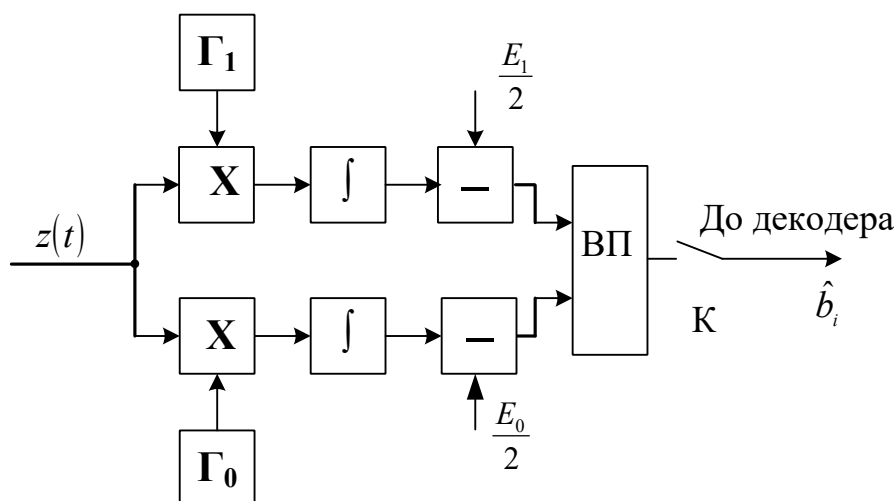 Г₁
E₁/2
X
∫
–
z(t)
ВП
До декодера
X
∫
–
К
b̂ᵢ
E₀/2
Г₀